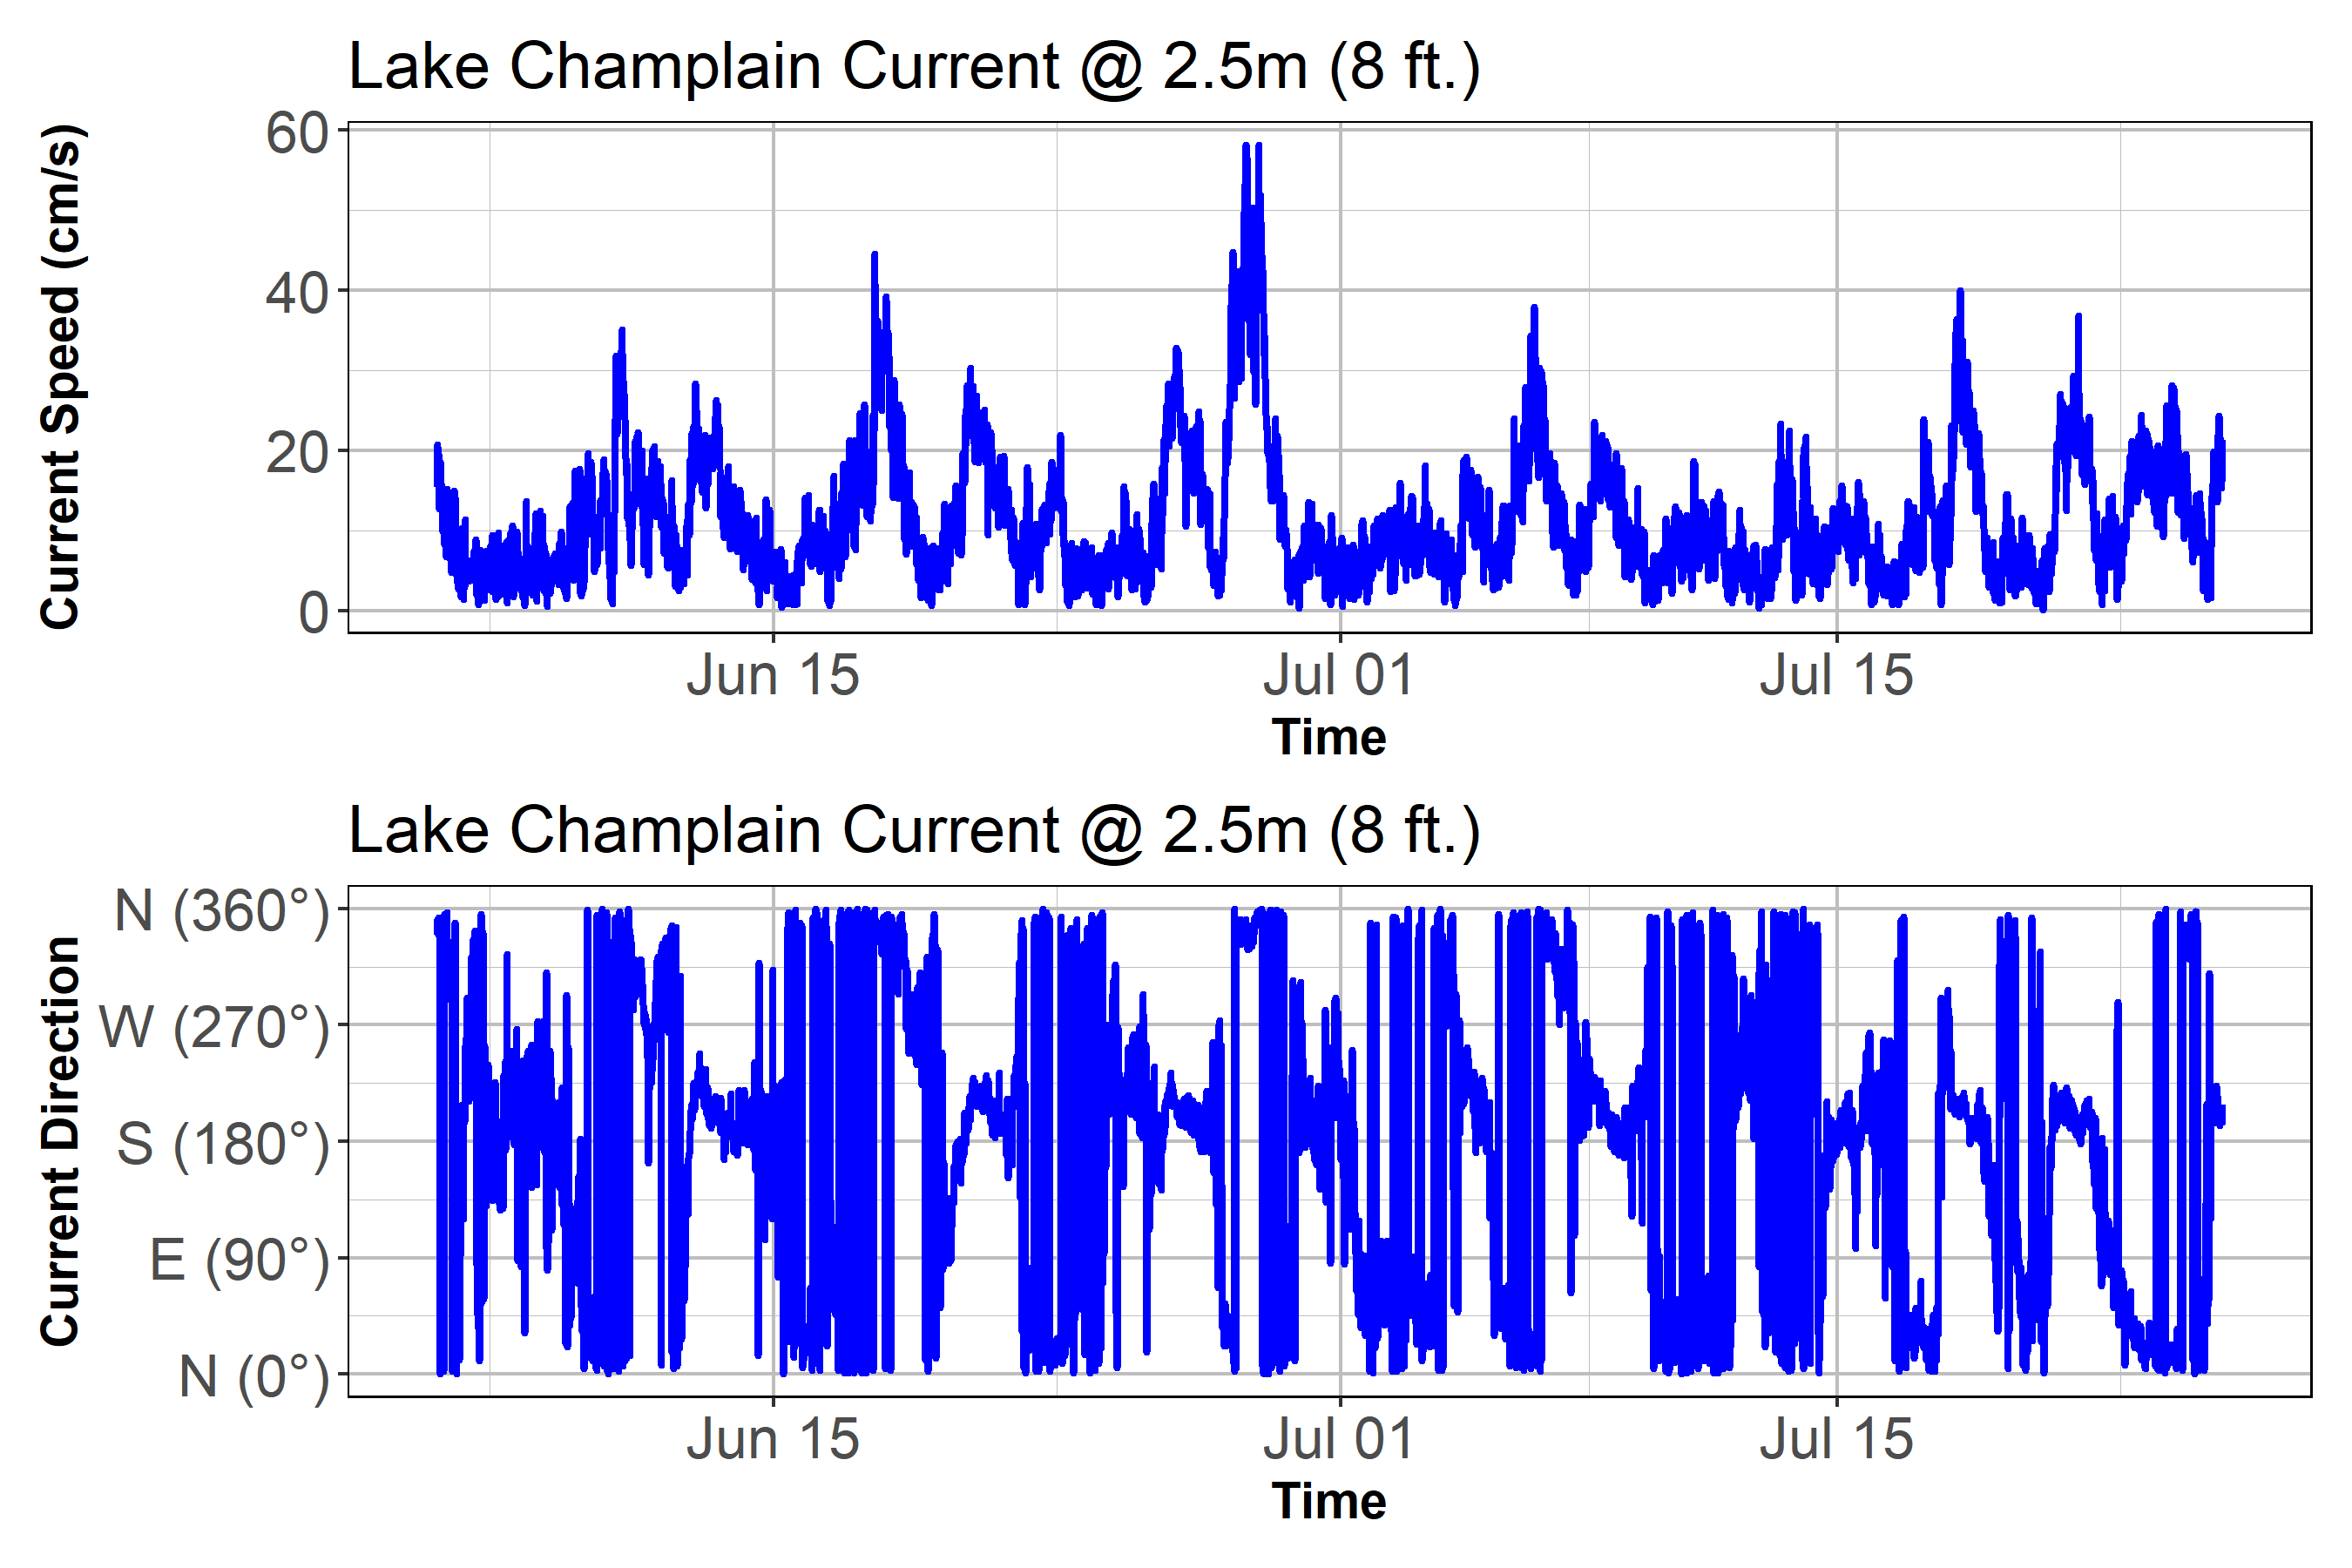 Lake Champlain Current @ 2.5m (8 ft.)
Current Speed (cm/s)
60
40
20
0
Jun 15
Jul 01
Jul 15
Time
Lake Champlain Current @ 2.5m (8 ft.)
Current Direction
N (360°)
W (270°)
S (180°)
E (90°)
N (0°)
Jun 15
Jul 01
Jul 15
Time